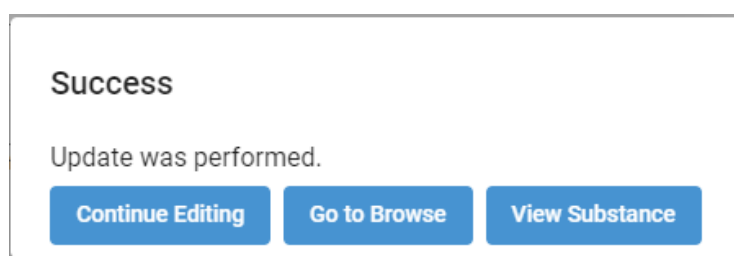 Success
Update was performed.
Continue Editing Go to Browse View Substance